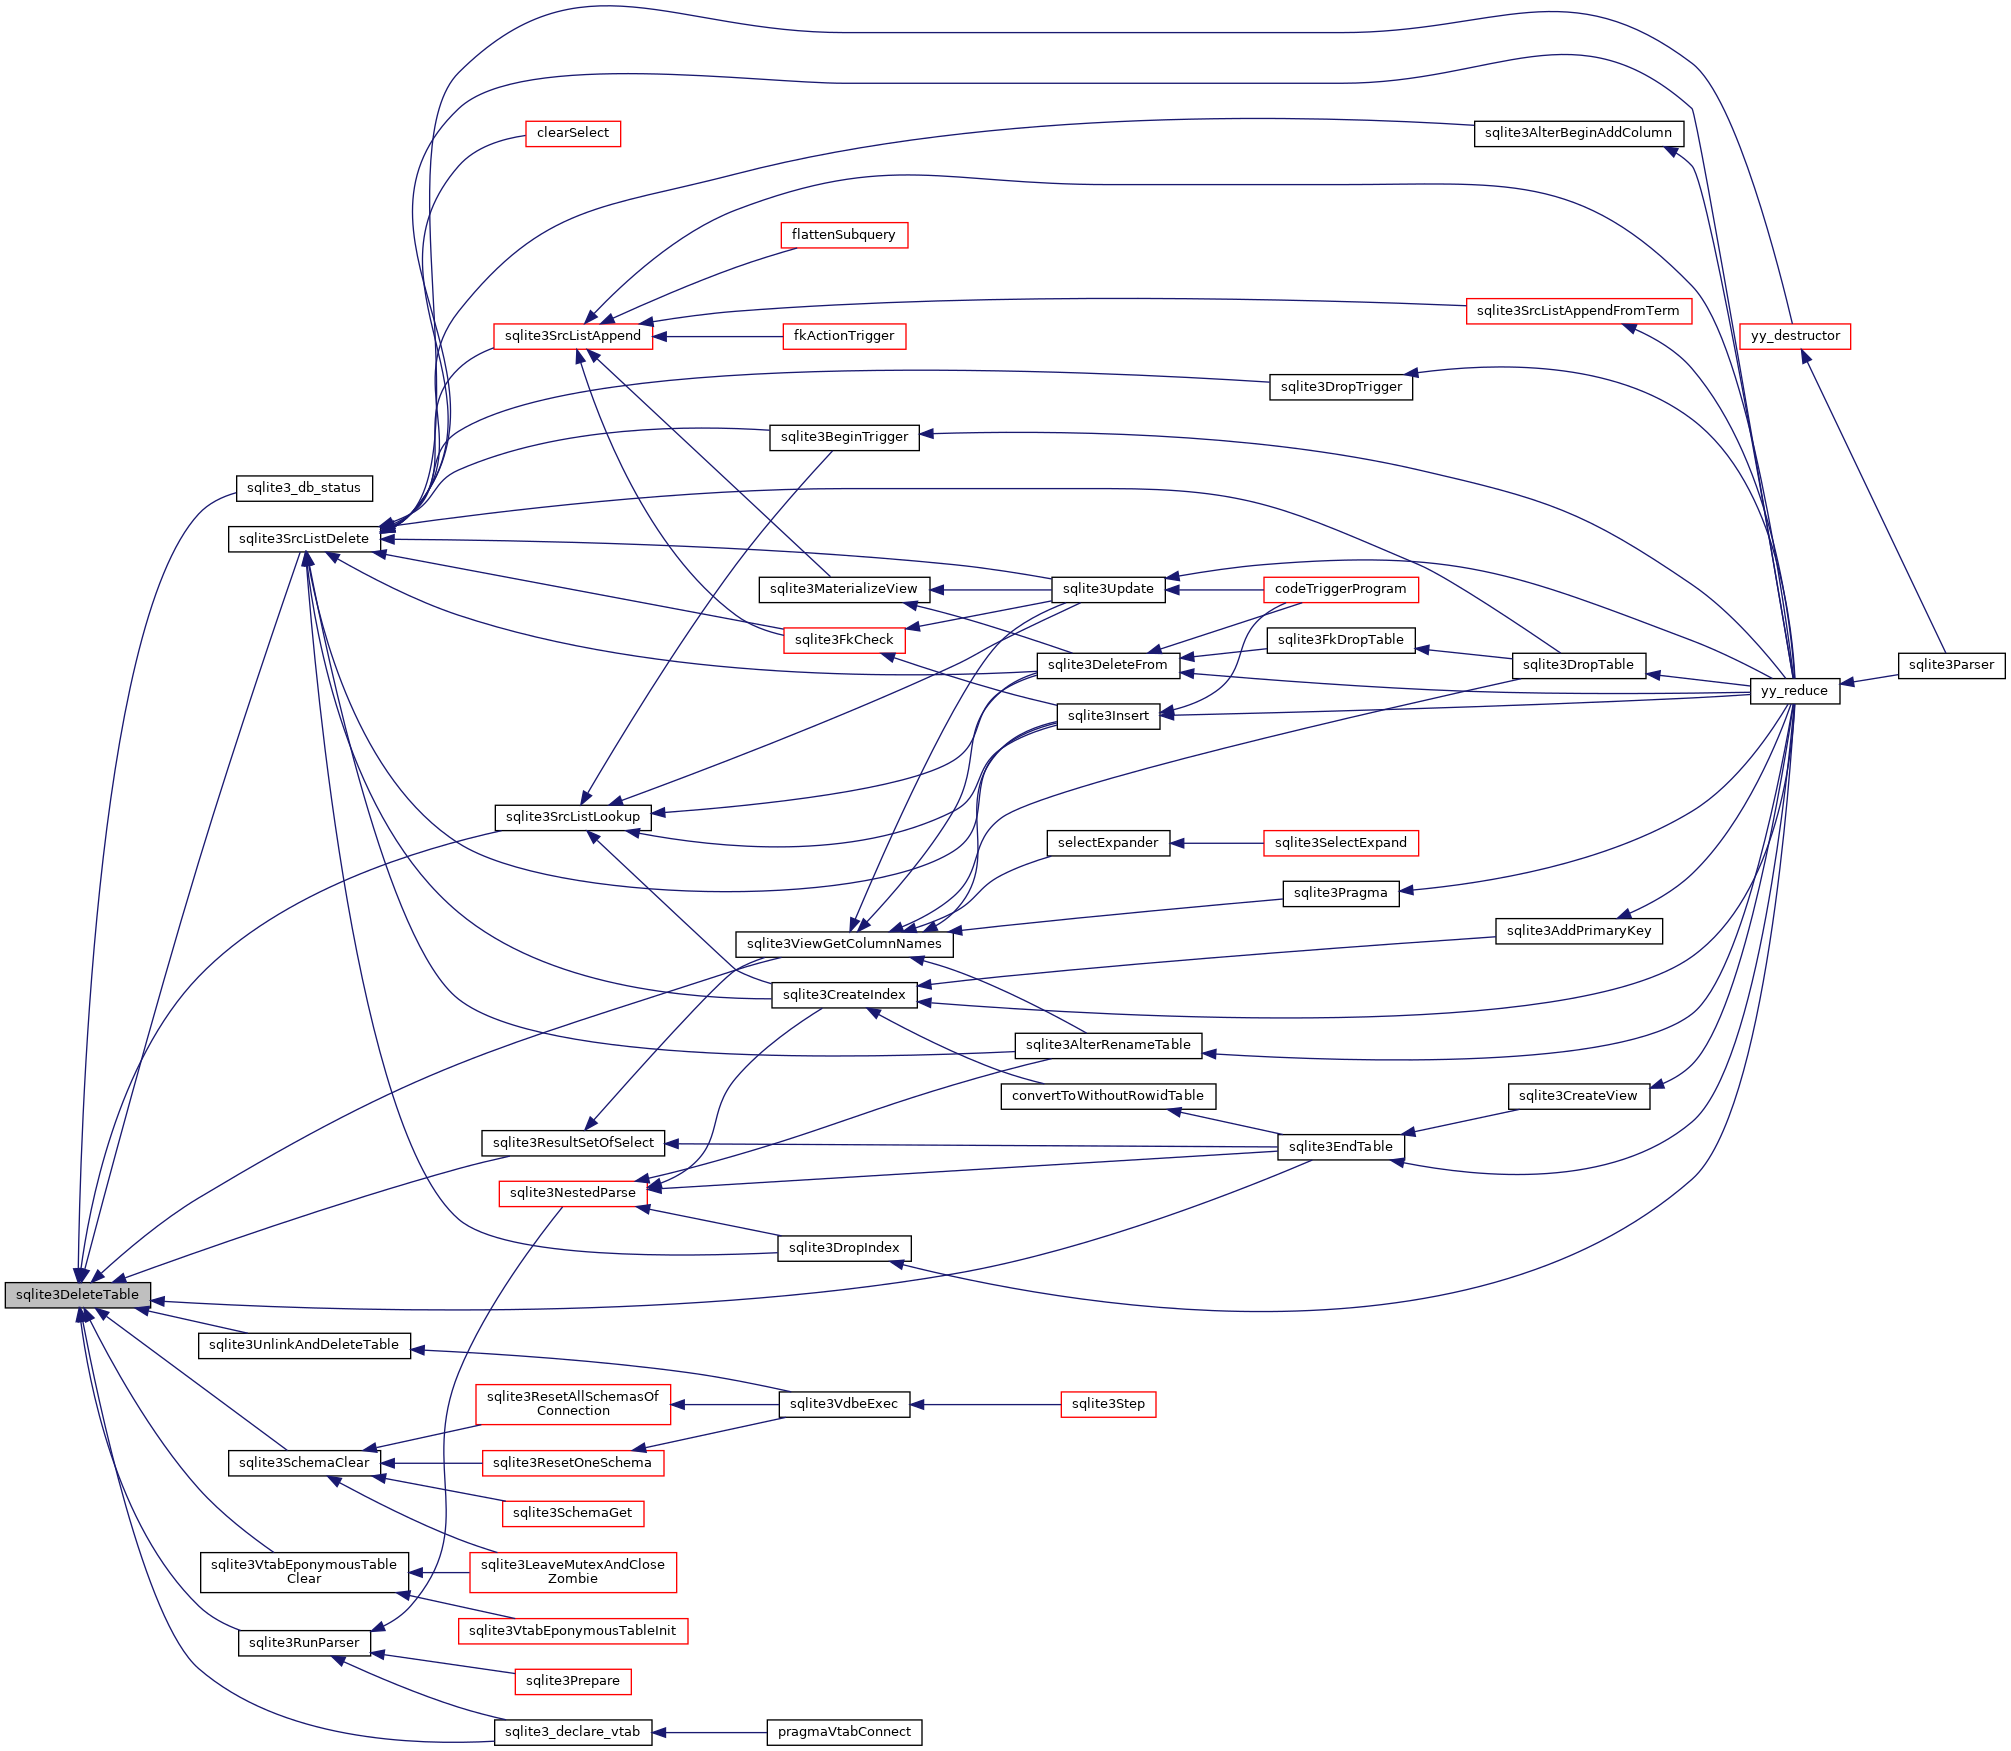 clearSelect
sqlite3AlterBeginAddColumn
flattenSubquery
sqlite3SrcListAppendFromTerm
sqlite3SrcListAppend
fkActionTrigger
yy_destructor
sqlite3DropTrigger
sqlite3BeginTrigger
sqlite3_db_status
sqlite3SrcListDelete
sqlite3MaterializeView
sqlite3Update
codeTriggerProgram
sqlite3FkCheck
sqlite3FkDropTable
sqlite3DeleteFrom
sqlite3DropTable
sqlite3Parser
yy_reduce
sqlite3Insert
sqlite3SrcListLookup
selectExpander
sqlite3SelectExpand
sqlite3Pragma
sqlite3AddPrimaryKey
sqlite3ViewGetColumnNames
sqlite3CreateIndex
sqlite3AlterRenameTable
convertToWithoutRowidTable
sqlite3CreateView
sqlite3ResultSetOfSelect
sqlite3EndTable
sqlite3NestedParse
sqlite3DropIndex
sqlite3DeleteTable
sqlite3UnlinkAndDeleteTable
sqlite3ResetAllSchemasOf
Connection
sqlite3VdbeExec
sqlite3Step
sqlite3SchemaClear
sqlite3ResetOneSchema
sqlite3SchemaGet
sqlite3VtabEponymousTable
Clear
sqlite3LeaveMutexAndClose
Zombie
sqlite3VtabEponymousTableInit
sqlite3RunParser
sqlite3Prepare
sqlite3_declare_vtab
pragmaVtabConnect